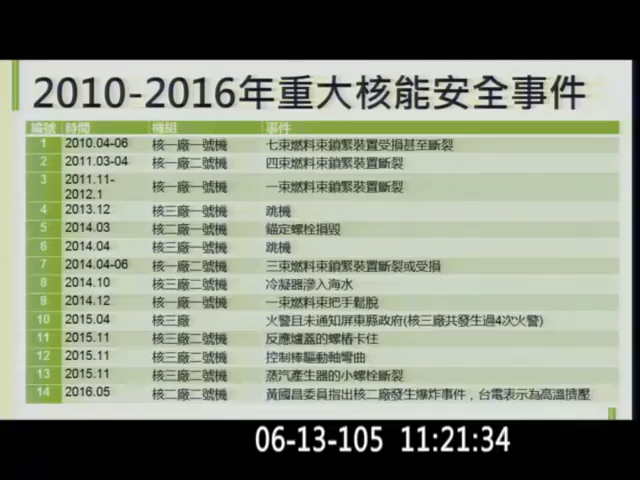 2010-2016年重大核能安全事件
編號 時間 機組 事件
1 2010.04-06 核一廠一號機 七束燃料束鎖緊裝置受損甚至斷裂
2 2011.03-04 核一廠二號機 四束燃料束鎖緊裝置斷裂
3 2011.11-2012.1 核一廠一號機 一束燃料束鎖緊裝置斷裂
4 2013.12 核三廠一號機 跳機
5 2014.03 核二廠一號機 錨定螺栓損毀
6 2014.04 核三廠一號機 跳機
7 2014.04-06 核一廠二號機 三束燃料束鎖緊裝置斷裂或受損
8 2014.10 核三廠二號機 冷凝器滲入海水
9 2014.12 核一廠一號機 一束燃料束把手鬆脫
10 2015.04 核三廠 火警且未通知屏東縣政府(核三廠共發生過4次火警)
11 2015.11 核三廠二號機 反應爐蓋的螺樁卡住
12 2015.11 核三廠二號機 控制棒驅動軸彎曲
13 2015.11 核三廠二號機 蒸汽產生器的小螺栓斷裂
14 2016.05 核二廠二號機 黃國昌委員指出核二廠發生爆炸事件，台電表示為高溫擠壓
06-13-105 11:21:34